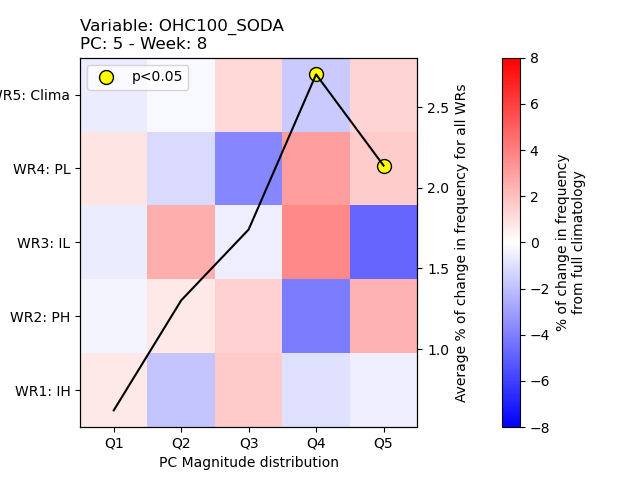 Variable: OHC100_SODA
PC: 5 - Week: 8
p<0.05
WR5: Clima
WR4: PL
WR3: IL
WR2: PH
WR1: IH
Q1 Q2 Q3 Q4 Q5
PC Magnitude distribution
2.5
2.0
1.5
1.0
Average % of change in frequency for all WRs
8
6
4
2
0
−2
−4
−6
−8
% of change in frequency
from full climatology